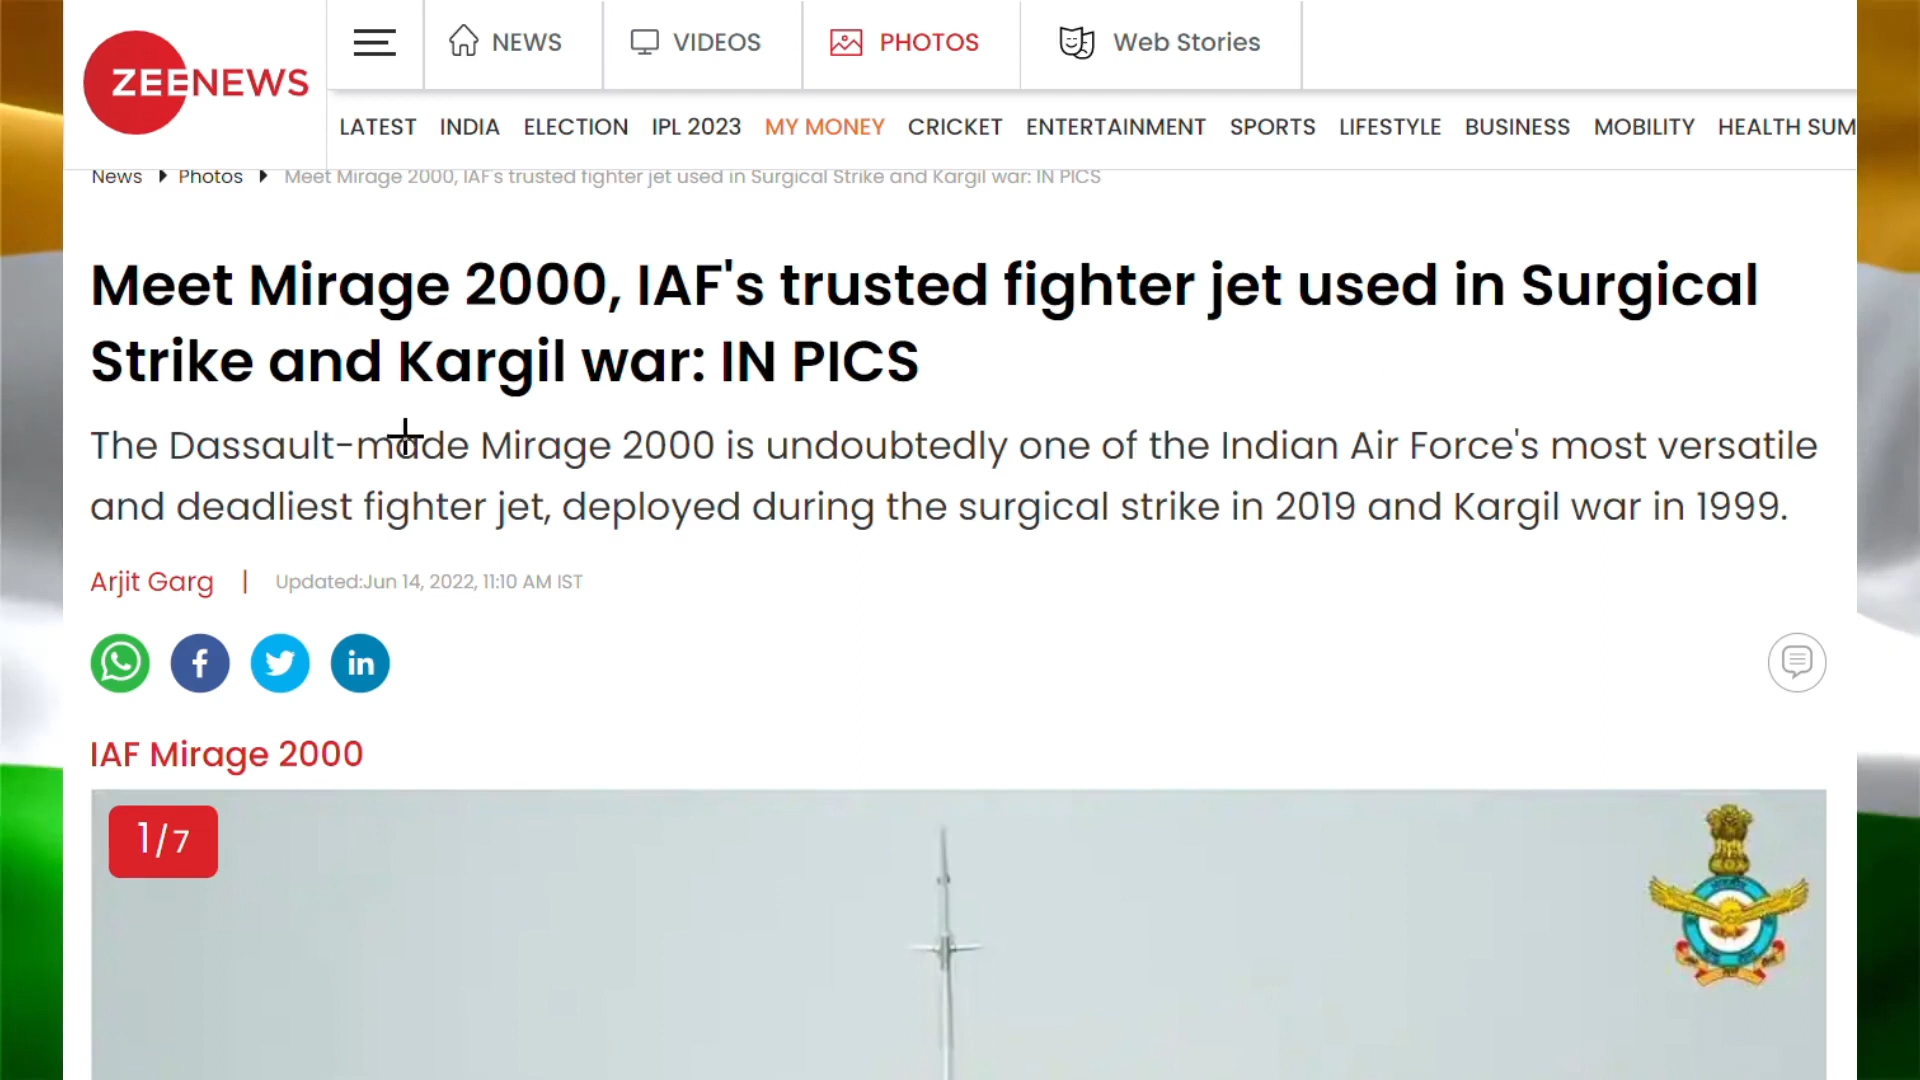 ZEENEWS
NEWS
VIDEOS
PHOTOS
Web Stories
LATEST INDIA ELECTION IPL 2023 MY MONEY CRICKET ENTERTAINMENT SPORTS LIFESTYLE BUSINESS MOBILITY HEALTH SUM
News Photos Meet Mirage 2000, IAF's trusted fighter jet used in Surgical Strike and Kargil war: IN PICS
Meet Mirage 2000, IAF's trusted fighter jet used in Surgical
Strike and Kargil war: IN PICS
The Dassault-made Mirage 2000 is undoubtedly one of the Indian Air Force's most versatile
and deadliest fighter jet, deployed during the surgical strike in 2019 and Kargil war in 1999.
Arjit Garg | Updated:Jun 14, 2022, 11:10 AM IST
IAF Mirage 2000
1/7